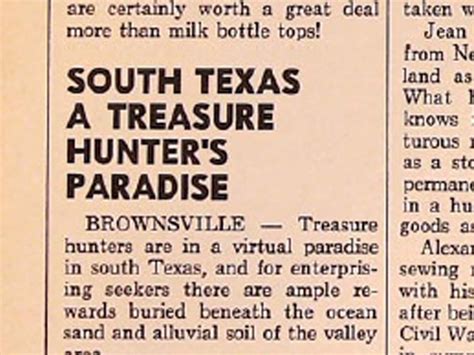 are certainly worth a great deal
more than milk bottle tops!
SOUTH TEXAS
A TREASURE
HUNTER'S
PARADISE
BROWNSVILLE — Treasure
hunters are in a virtual paradise
in south Texas, and for enterpris-
ing seekers there are ample re-
wards buried beneath the ocean
sand and alluvial soil of the valley
area.
taken w
Jean
from Ne
land as
What
knows
turous
as a sto
permane
in a hu
goods as
Alexa
sewing
with his
after bei
Civil Wa